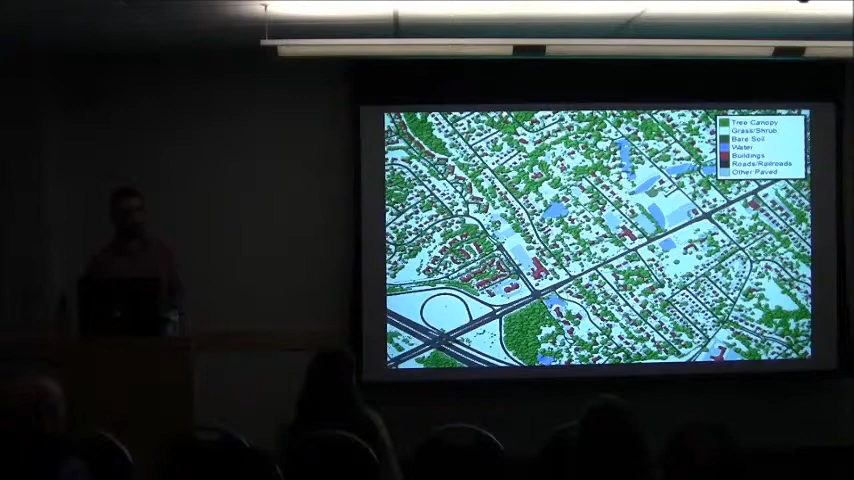 Tree Canopy
Grass/Shrub
Bare Soil
Water
Buildings
Roads/Railroads
Other Paved